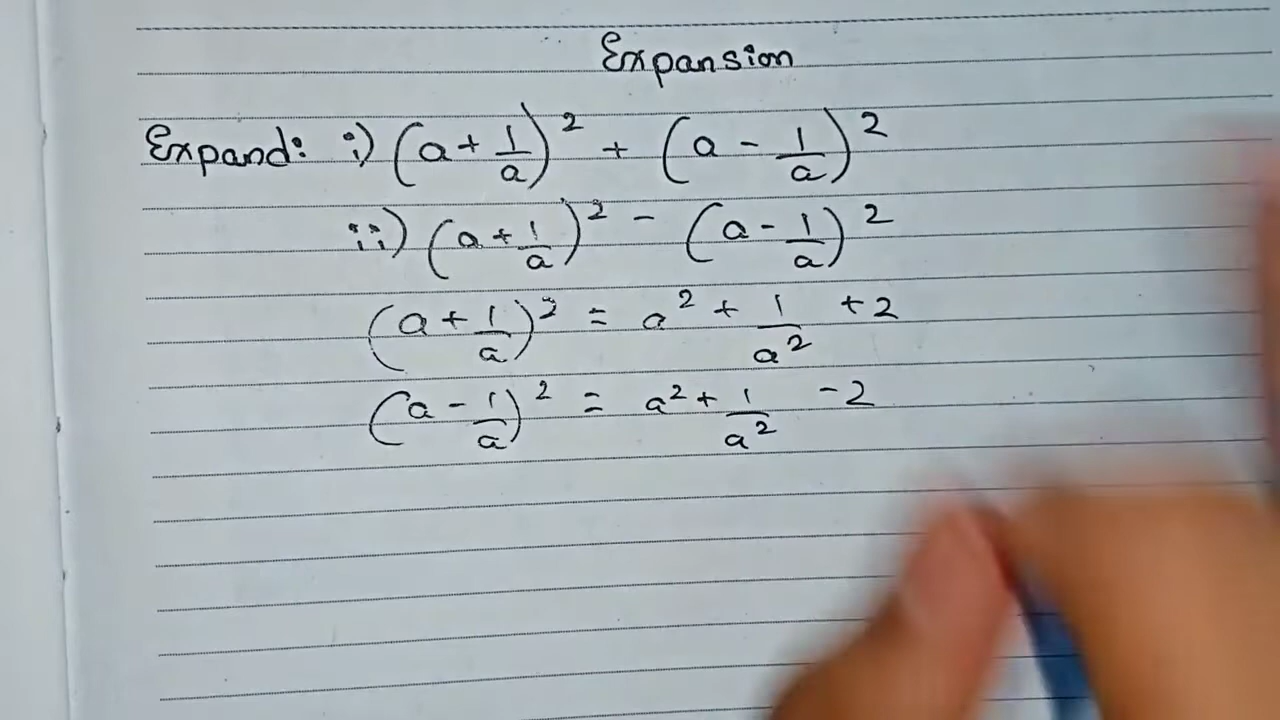 Expansion
Expand: i) (a + 1/a)² + (a - 1/a)²
ii) (a + 1/a)² - (a - 1/a)²
(a + 1/a)² = a² + 1/a² + 2
(a - 1/a)² = a² + 1/a² - 2